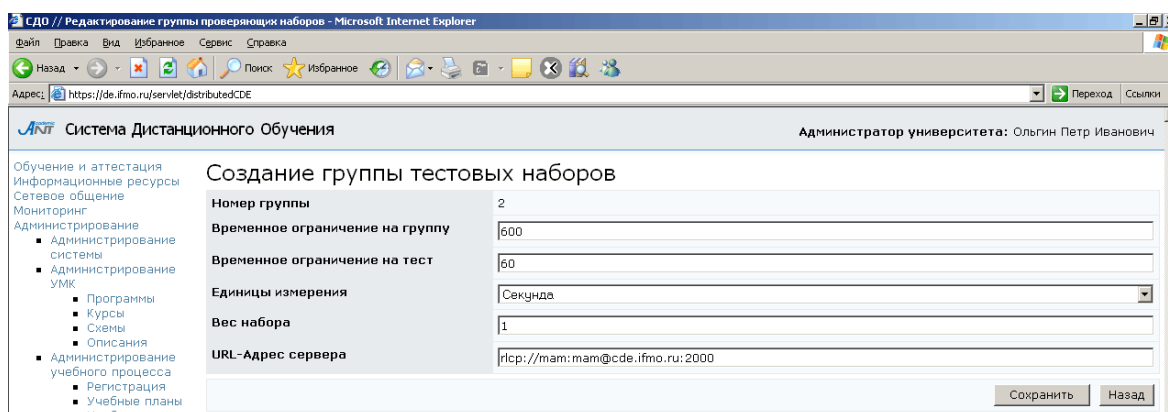 СДО // Редактирование группы проверяющих наборов - Microsoft Internet Explorer
Файл Правка Вид Избранное Сервис Справка
Назад Поиск Избранное
Адрес: https://de.ifmo.ru/servlet/distributedCDE Переход Ссылки
Academic ANT Система Дистанционного Обучения Администратор университета: Ольгин Петр Иванович
Обучение и аттестация
Информационные ресурсы
Сетевое общение
Мониторинг
Администрирование
Администрирование
системы
Администрирование
УМК
Программы
Курсы
Схемы
Описания
Администрирование
учебного процесса
Регистрация
Учебные планы
Создание группы тестовых наборов
Номер группы 2
Временное ограничение на группу 600
Временное ограничение на тест 60
Единицы измерения Секунда
Вес набора 1
URL-Адрес сервера rlcp://mam:mam@cde.ifmo.ru:2000
Сохранить Назад